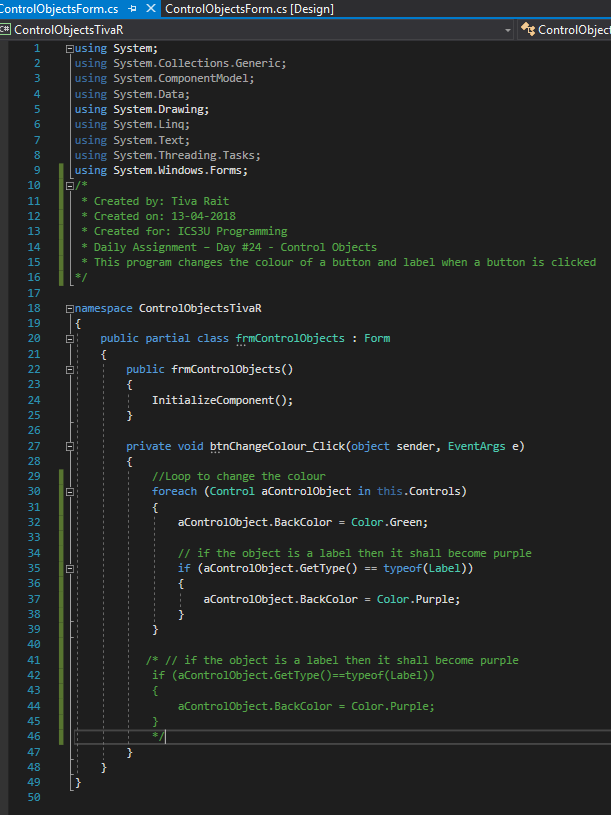 ControlObjectsForm.cs ControlObjectsForm.cs [Design]
C# ControlObjectsTivaR ControlObject
1 using System;
2 using System.Collections.Generic;
3 using System.ComponentModel;
4 using System.Data;
5 using System.Drawing;
6 using System.Linq;
7 using System.Text;
8 using System.Threading.Tasks;
9 using System.Windows.Forms;
10 /*
11 * Created by: Tiva Rait
12 * Created on: 13-04-2018
13 * Created for: ICS3U Programming
14 * Daily Assignment – Day #24 - Control Objects
15 * This program changes the colour of a button and label when a button is clicked
16 */
17
18 namespace ControlObjectsTivaR
19 {
20 public partial class frmControlObjects : Form
21 {
22 public frmControlObjects()
23 {
24 InitializeComponent();
25 }
26
27 private void btnChangeColour_Click(object sender, EventArgs e)
28 {
29 //Loop to change the colour
30 foreach (Control aControlObject in this.Controls)
31 {
32 aControlObject.BackColor = Color.Green;
33
34 // if the object is a label then it shall become purple
35 if (aControlObject.GetType() == typeof(Label))
36 {
37 aControlObject.BackColor = Color.Purple;
38 }
39 }
40
41 /* // if the object is a label then it shall become purple
42 if (aControlObject.GetType()==typeof(Label))
43 {
44 aControlObject.BackColor = Color.Purple;
45 }
46 */
47 }
48 }
49 }
50